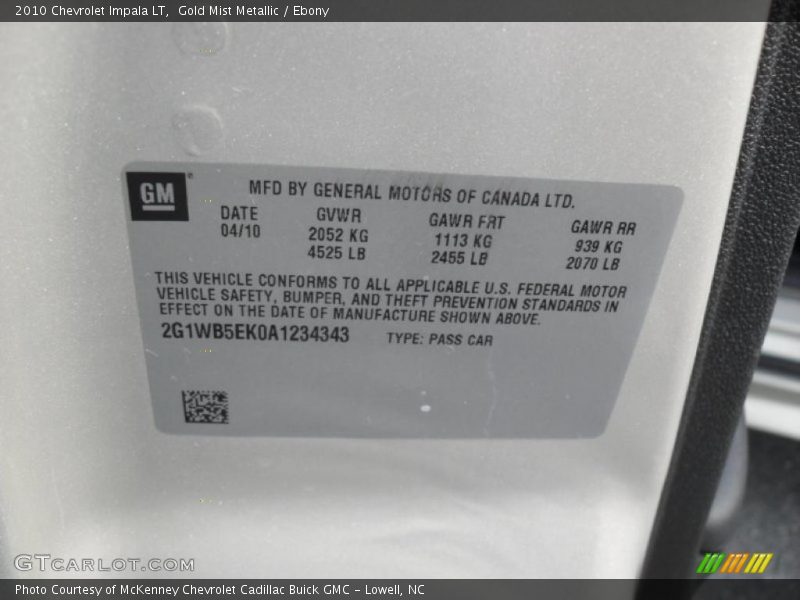 2010 Chevrolet Impala LT, Gold Mist Metallic / Ebony
GM
MFD BY GENERAL MOTORS OF CANADA LTD.
DATE GVWR GAWR FRT GAWR RR
04/10 2052 KG 1113 KG 939 KG
4525 LB 2455 LB 2070 LB
THIS VEHICLE CONFORMS TO ALL APPLICABLE U.S. FEDERAL MOTOR
VEHICLE SAFETY, BUMPER, AND THEFT PREVENTION STANDARDS IN
EFFECT ON THE DATE OF MANUFACTURE SHOWN ABOVE.
2G1WB5EK0A1234343 TYPE: PASS CAR
GTCARLOT.COM
Photo Courtesy of McKenney Chevrolet Cadillac Buick GMC - Lowell, NC